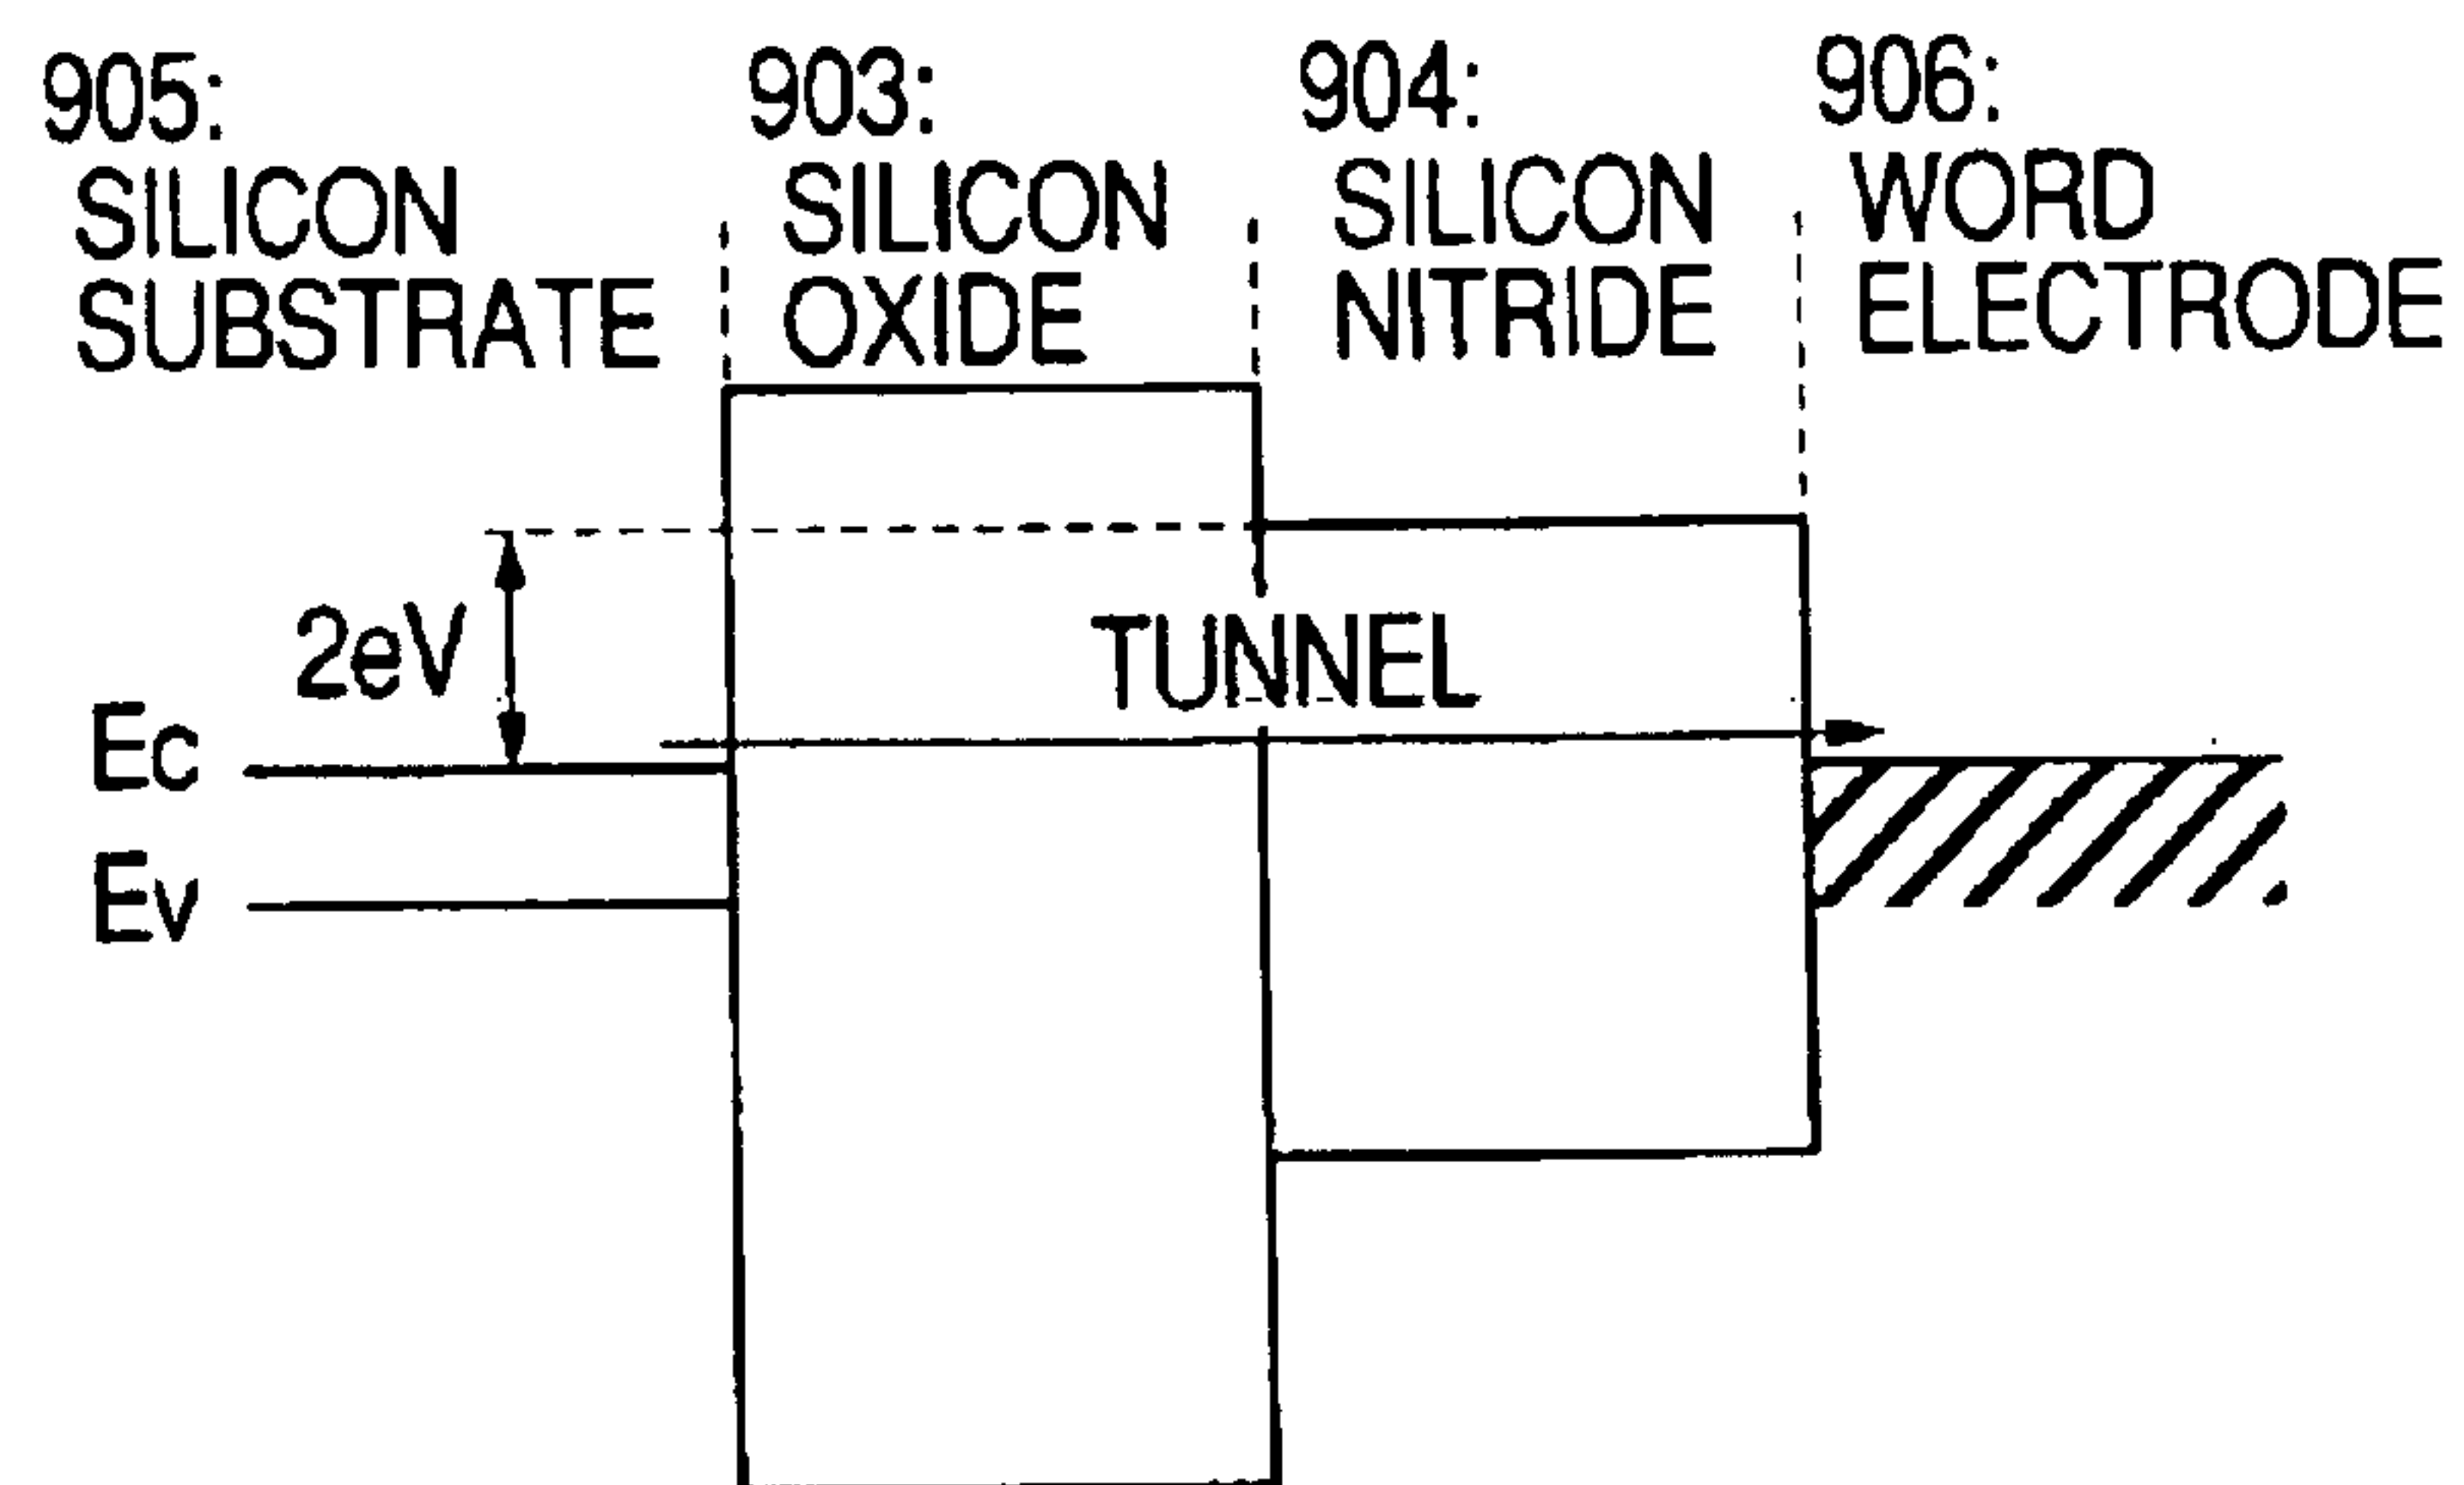 905:
SILICON
SUBSTRATE
903:
SILICON
OXIDE
904:
SILICON
NITRIDE
906:
WORD
ELECTRODE
2eV
TUNNEL
Ec
Ev